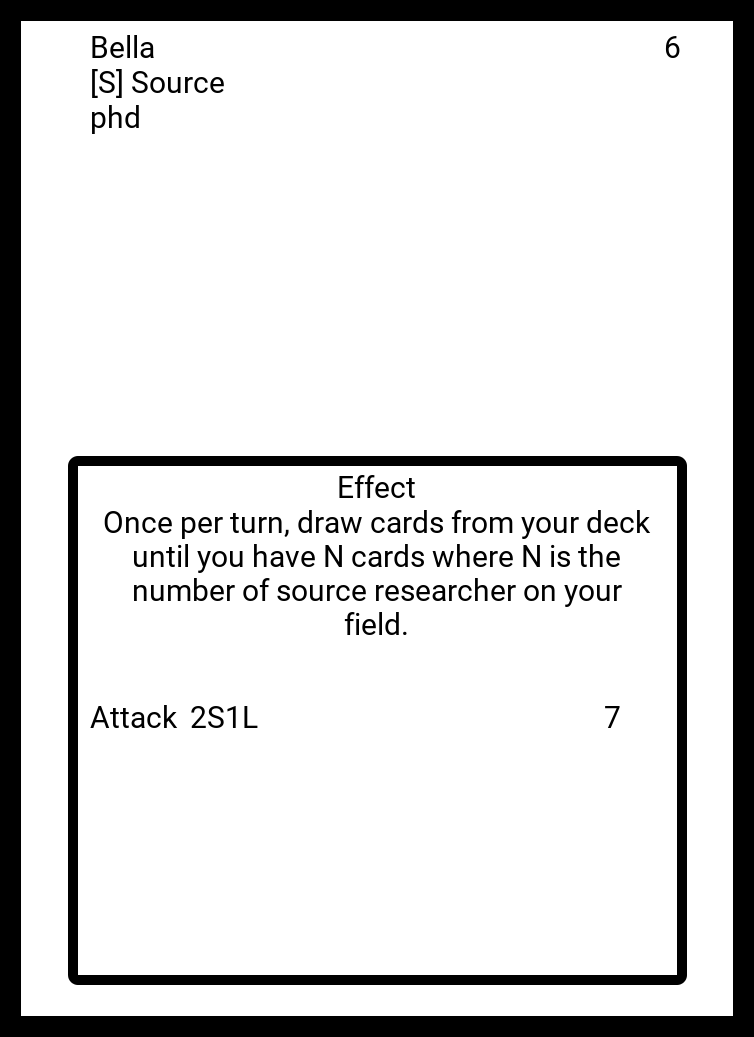 Bella 6
[S] Source
phd
Effect
Once per turn, draw cards from your deck
until you have N cards where N is the
number of source researcher on your
field.
Attack 2S1L 7